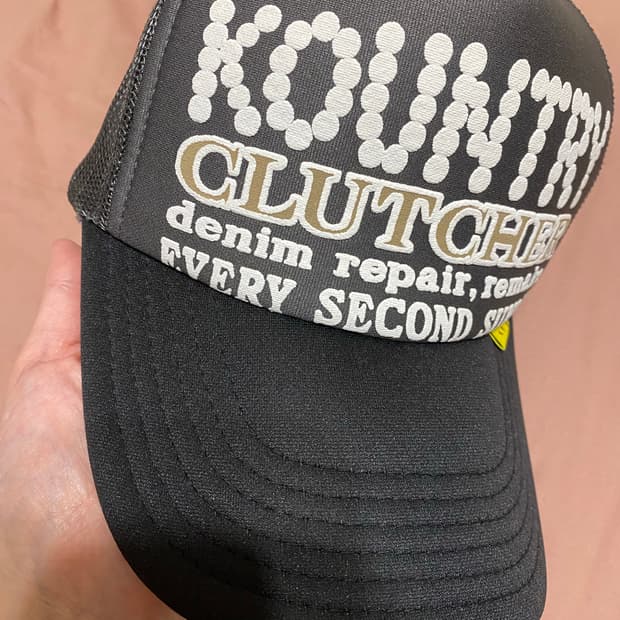 KOUNTRY
CLUTCHER
denim repair,
EVERY SECOND